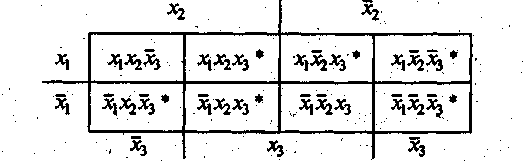 x₂ x̄₂
x₁ x₁x₂x̄₃ x₁x₂x₃* x₁x̄₂x₃* x₁x̄₂x̄₃*
x̄₁ x̄₁x₂x̄₃* x̄₁x₂x₃* x̄₁x̄₂x₃ x̄₁x̄₂x̄₃*
x̄₃ x₃ x̄₃